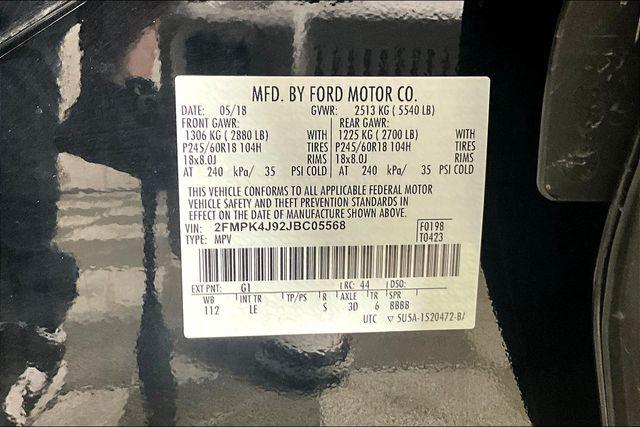 MFD. BY FORD MOTOR CO.
DATE: 05/18 GVWR: 2513 KG ( 5540 LB)
FRONT GAWR: REAR GAWR:
1306 KG ( 2880 LB) WITH 1225 KG ( 2700 LB) WITH
P245/60R18 104H TIRES P245/60R18 104H TIRES
18x8.0J RIMS 18x8.0J RIMS
AT 240 kPa/ 35 PSI COLD AT 240 kPa/ 35 PSI COLD
THIS VEHICLE CONFORMS TO ALL APPLICABLE FEDERAL MOTOR
VEHICLE SAFETY AND THEFT PREVENTION STANDARDS IN
EFFECT ON THE DATE OF MANUFACTURE SHOWN ABOVE.
VIN: 2FMPK4J92JBC05568 F0198
TYPE: MPV T0423
EXT PNT: G1 RC: 44 DSO:
WB INT TR TP/PS R AXLE TR SPR
112 LE S 3D 6 BBBB
UTC ▽ 5U5A-1520472-B/